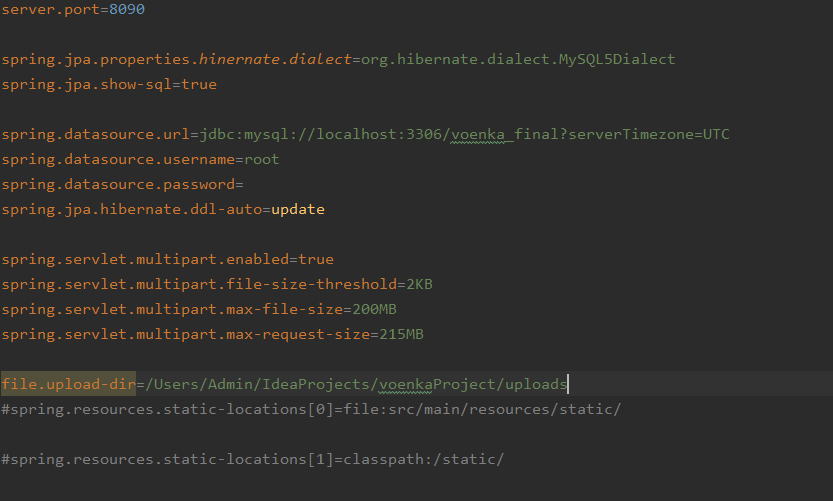 server.port=8090
spring.jpa.properties.hinernate.dialect=org.hibernate.dialect.MySQL5Dialect
spring.jpa.show-sql=true
spring.datasource.url=jdbc:mysql://localhost:3306/voenka_final?serverTimezone=UTC
spring.datasource.username=root
spring.datasource.password=
spring.jpa.hibernate.ddl-auto=update
spring.servlet.multipart.enabled=true
spring.servlet.multipart.file-size-threshold=2KB
spring.servlet.multipart.max-file-size=200MB
spring.servlet.multipart.max-request-size=215MB
file.upload-dir=/Users/Admin/IdeaProjects/voenkaProject/uploads
#spring.resources.static-locations[0]=file:src/main/resources/static/
#spring.resources.static-locations[1]=classpath:/static/